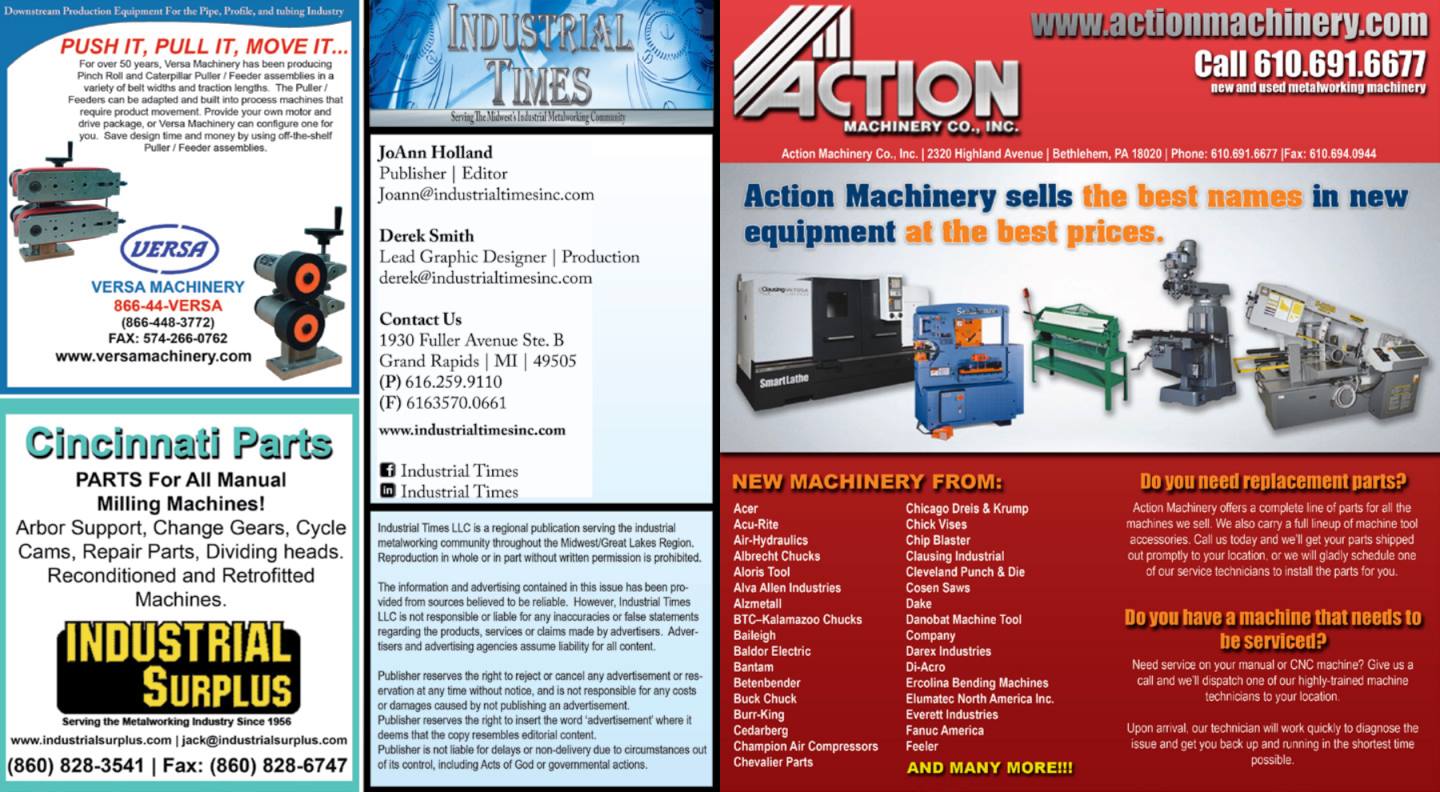 Downstream Production Equipment For the Pipe, Profile, and tubing Industry
PUSH IT, PULL IT, MOVE IT...
For over 50 years, Versa Machinery has been producing
Pinch Roll and Caterpillar Puller / Feeder assemblies in a
variety of belt widths and traction lengths. The Puller /
Feeders can be adapted and built into process machines that
require product movement. Provide your own motor and
drive package, or Versa Machinery can configure one for
you. Save design time and money by using off-the-shelf
Puller / Feeder assemblies.
VERSA
VERSA MACHINERY
866-44-VERSA
(866-448-3772)
FAX: 574-266-0762
www.versamachinery.com
Cincinnati Parts
PARTS For All Manual
Milling Machines!
Arbor Support, Change Gears, Cycle
Cams, Repair Parts, Dividing heads.
Reconditioned and Retrofitted
Machines.
INDUSTRIAL
SURPLUS
Serving the Metalworking Industry Since 1956
www.industrialsurplus.com | jack@industrialsurplus.com
(860) 828-3541 | Fax: (860) 828-6747
INDUSTRIAL
TIMES
Serving The Midwest's Industrial Metalworking Community
JoAnn Holland
Publisher | Editor
Joann@industrialtimesinc.com
Derek Smith
Lead Graphic Designer | Production
derek@industrialtimesinc.com
Contact Us
1930 Fuller Avenue Ste. B
Grand Rapids | MI | 49505
(P) 616.259.9110
(F) 6163570.0661
www.industrialtimesinc.com
Industrial Times
Industrial Times
Industrial Times LLC is a regional publication serving the industrial
metalworking community throughout the Midwest/Great Lakes Region.
Reproduction in whole or in part without written permission is prohibited.
The information and advertising contained in this issue has been pro-
vided from sources believed to be reliable. However, Industrial Times
LLC is not responsible or liable for any inaccuracies or false statements
regarding the products, services or claims made by advertisers. Adver-
tisers and advertising agencies assume liability for all content.
Publisher reserves the right to reject or cancel any advertisement or res-
ervation at any time without notice, and is not responsible for any costs
or damages caused by not publishing an advertisement.
Publisher reserves the right to insert the word 'advertisement' where it
deems that the copy resembles editorial content.
Publisher is not liable for delays or non-delivery due to circumstances out
of its control, including Acts of God or governmental actions.
ACTION
MACHINERY CO., INC.
www.actionmachinery.com
Call 610.691.6677
new and used metalworking machinery
Action Machinery Co., Inc. | 2320 Highland Avenue | Bethlehem, PA 18020 | Phone: 610.691.6677 |Fax: 610.694.0944
Action Machinery sells the best names in new
equipment at the best prices.
SmartLathe
NEW MACHINERY FROM:
Acer
Acu-Rite
Air-Hydraulics
Albrecht Chucks
Aloris Tool
Alva Allen Industries
Alzmetall
BTC–Kalamazoo Chucks
Baileigh
Baldor Electric
Bantam
Betenbender
Buck Chuck
Burr-King
Cedarberg
Champion Air Compressors
Chevalier Parts
Chicago Dreis & Krump
Chick Vises
Chip Blaster
Clausing Industrial
Cleveland Punch & Die
Cosen Saws
Dake
Danobat Machine Tool
Company
Darex Industries
Di-Acro
Ercolina Bending Machines
Elumatec North America Inc.
Everett Industries
Fanuc America
Feeler
AND MANY MORE!!!
Do you need replacement parts?
Action Machinery offers a complete line of parts for all the
machines we sell. We also carry a full lineup of machine tool
accessories. Call us today and we'll get your parts shipped
out promptly to your location, or we will gladly schedule one
of our service technicians to install the parts for you.
Do you have a machine that needs to
be serviced?
Need service on your manual or CNC machine? Give us a
call and we'll dispatch one of our highly-trained machine
technicians to your location.
Upon arrival, our technician will work quickly to diagnose the
issue and get you back up and running in the shortest time
possible.